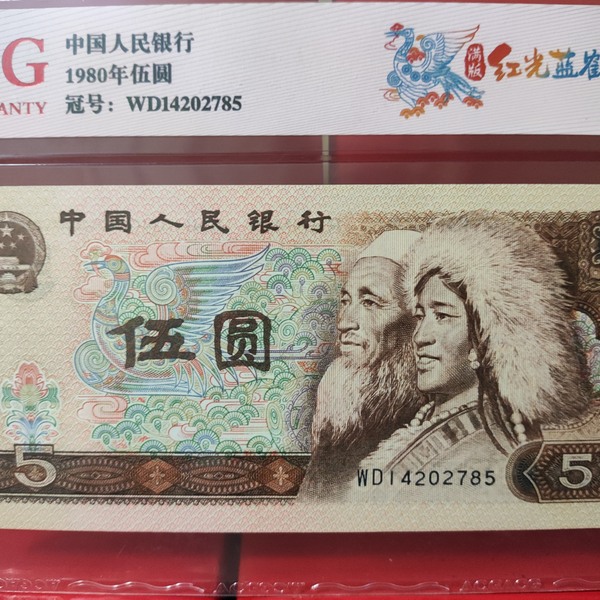 G
ANTY
中国人民银行
1980年伍圆
冠号：WD14202785
满版
红光蓝
中国人民银行
伍圆
5
WD14202785
5